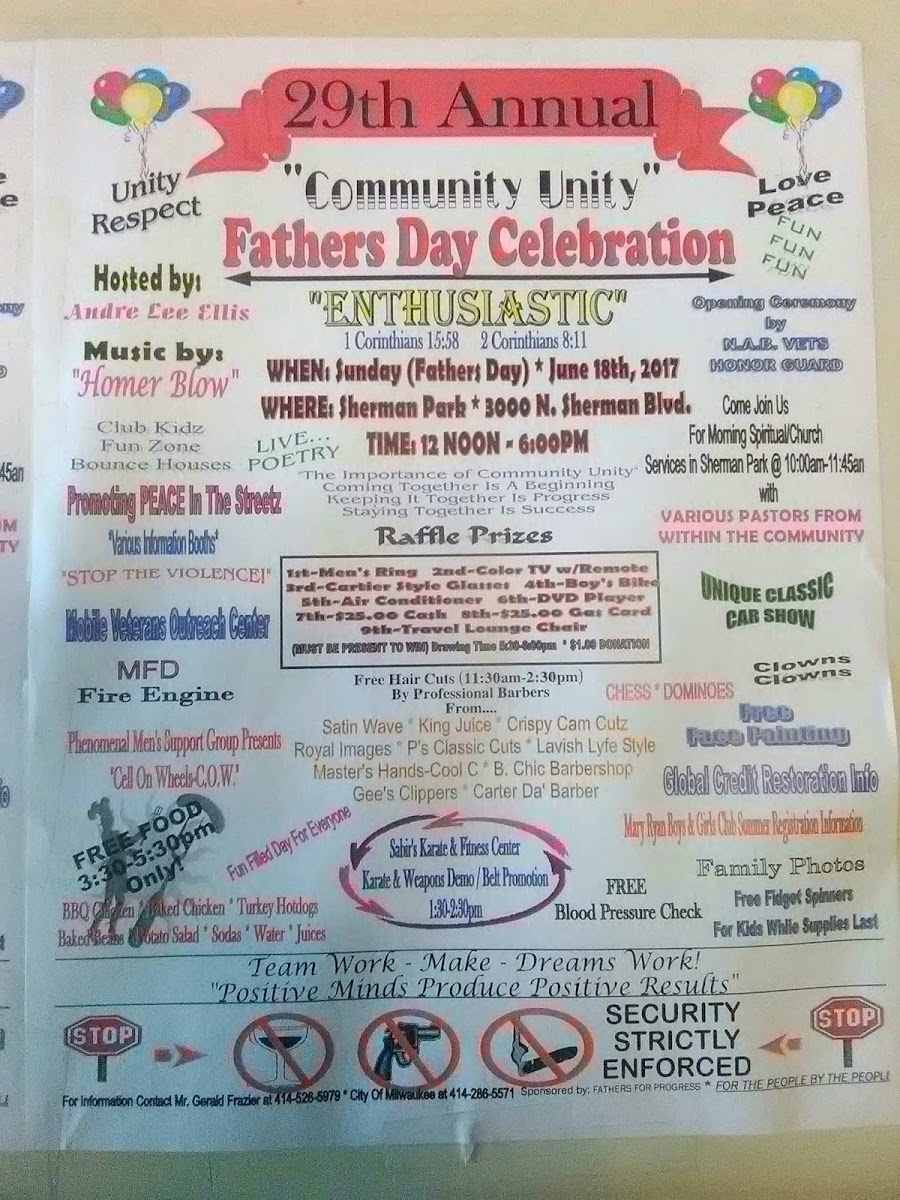 29th Annual
Unity
Respect
"Community Unity"
Love
Peace
FUN
FUN
FUN
Fathers Day Celebration
"ENTHUSIASTIC"
1 Corinthians 15:58 2 Corinthians 8:11
WHEN: Sunday (Fathers Day) * June 18th, 2017
WHERE: Sherman Park * 3000 N. Sherman Blvd.
TIME: 12 NOON - 6:00PM
Hosted by:
Andre Lee Ellis
Music by:
"Homer Blow"
Club Kidz
Fun Zone
Bounce Houses
LIVE...
POETRY
Promoting PEACE In The Streetz
"Various Information Booths"
"STOP THE VIOLENCE!"
Mobile Veterans Outreach Center
MFD
Fire Engine
Phenomenal Men's Support Group Presents
"Cell On Wheels-C.O.W."
FREE FOOD
3:30-5:30pm
Only!
BBQ Chicken * Baked Chicken * Turkey Hotdogs
Baked Beans * Potato Salad * Sodas * Water * Juices
Fun Filled Day For Everyone
"The Importance of Community Unity"
Coming Together Is A Beginning
Keeping It Together Is Progress
Staying Together Is Success
Raffle Prizes
1st-Men's Ring 2nd-Color TV w/Remote
3rd-Cartier Style Glasses 4th-Boy's Bike
5th-Air Conditioner 6th-DVD Player
7th-$25.00 Cash 8th-$25.00 Gas Card
9th-Travel Lounge Chair
(MUST BE PRESENT TO WIN) Drawing Time 5:30-6:00pm * $1.00 DONATION
Free Hair Cuts (11:30am-2:30pm)
By Professional Barbers
From....
Satin Wave * King Juice * Crispy Cam Cutz
Royal Images * P's Classic Cuts * Lavish Lyfe Style
Master's Hands-Cool C * B. Chic Barbershop
Gee's Clippers * Carter Da' Barber
Sabir's Karate & Fitness Center
Karate & Weapons Demo / Belt Promotion
1:30-2:30pm
Opening Ceremony
by
N.A.B. VETS
HONOR GUARD
Come Join Us
For Morning Spiritual/Church
Services in Sherman Park @ 10:00am-11:45am
with
VARIOUS PASTORS FROM
WITHIN THE COMMUNITY
UNIQUE CLASSIC
CAR SHOW
Clowns
Clowns
CHESS * DOMINOES
Free
Face Painting
Global Credit Restoration Info
Mary Ryan Boys & Girls Club Summer Registration Information
Family Photos
FREE
Blood Pressure Check
Free Fidget Spinners
For Kids While Supplies Last
Team Work - Make - Dreams Work!
"Positive Minds Produce Positive Results"
STOP
SECURITY
STRICTLY
ENFORCED
STOP
For Information Contact Mr. Gerald Frazier at 414-526-5979 * City Of Milwaukee at 414-286-5571 Sponsored by: FATHERS FOR PROGRESS * FOR THE PEOPLE BY THE PEOPLE